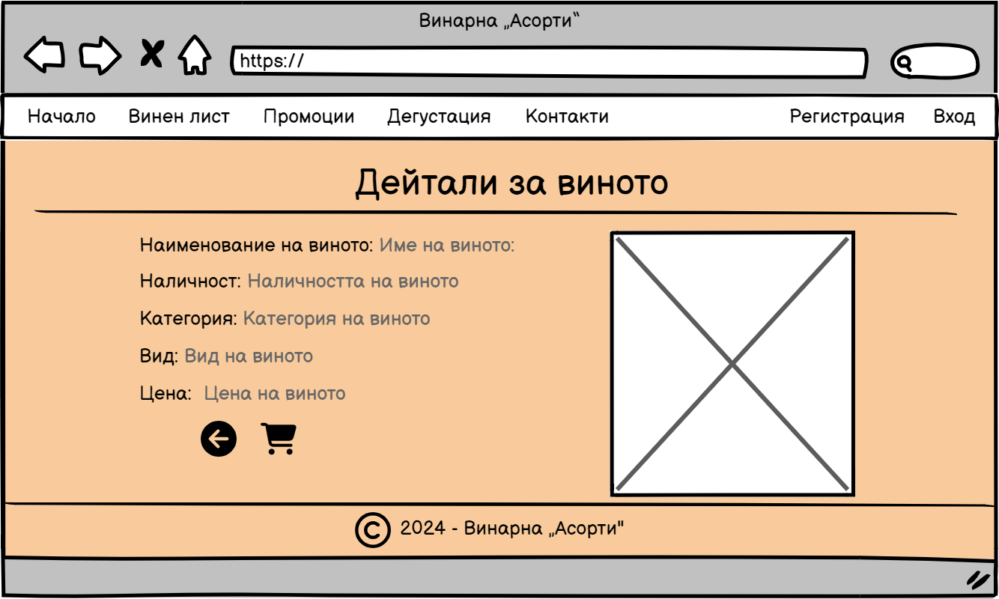 Винарна „Асорти“
https://
Начало Винен лист Промоции Дегустация Контакти Регистрация Вход
Дейтали за виното
Наименование на виното: Име на виното:
Наличност: Наличността на виното
Категория: Категория на виното
Вид: Вид на виното
Цена: Цена на виното
© 2024 - Винарна „Асорти"